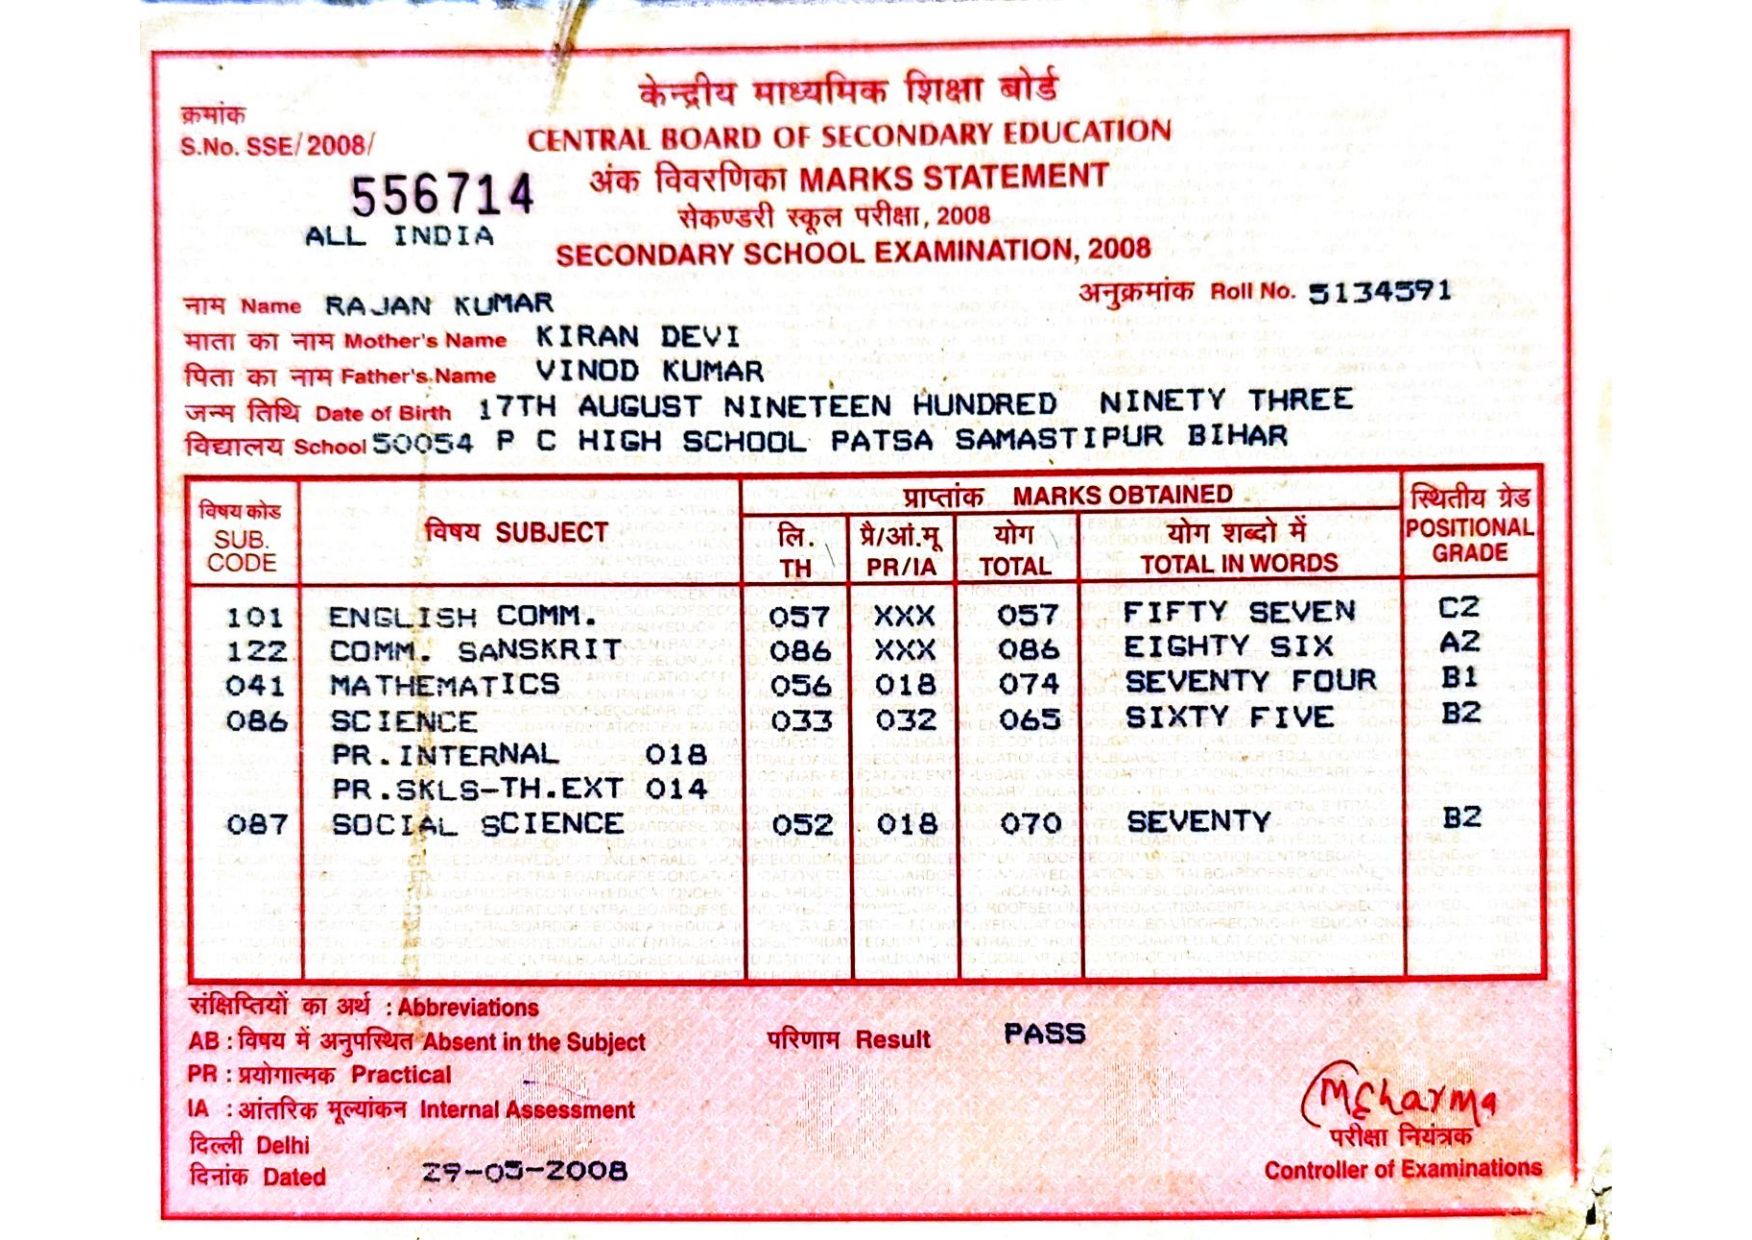 केन्द्रीय माध्यमिक शिक्षा बोर्ड
क्रमांक
S.No. SSE/2008/
CENTRAL BOARD OF SECONDARY EDUCATION
556714
अंक विवरणिका MARKS STATEMENT
ALL INDIA
सेकण्डरी स्कूल परीक्षा, 2008
SECONDARY SCHOOL EXAMINATION, 2008
नाम Name RAJAN KUMAR अनुक्रमांक Roll No. 5134591
माता का नाम Mother's Name KIRAN DEVI
पिता का नाम Father's Name VINOD KUMAR
जन्म तिथि Date of Birth 17TH AUGUST NINETEEN HUNDRED NINETY THREE
विद्यालय School 50054 P C HIGH SCHOOL PATSA SAMASTIPUR BIHAR
विषय कोड SUB. CODE विषय SUBJECT प्राप्तांक MARKS OBTAINED स्थितीय ग्रेड POSITIONAL GRADE
लि. TH प्रै/आं.मू PR/IA योग TOTAL योग शब्दो में TOTAL IN WORDS
101 ENGLISH COMM. 057 XXX 057 FIFTY SEVEN C2
122 COMM. SANSKRIT 086 XXX 086 EIGHTY SIX A2
041 MATHEMATICS 056 018 074 SEVENTY FOUR B1
086 SCIENCE 033 032 065 SIXTY FIVE B2
PR.INTERNAL 018
PR.SKLS-TH.EXT 014
087 SOCIAL SCIENCE 052 018 070 SEVENTY B2
संक्षिप्तियों का अर्थ : Abbreviations
AB : विषय में अनुपस्थित Absent in the Subject परिणाम Result PASS
PR : प्रयोगात्मक Practical
IA : आंतरिक मूल्यांकन Internal Assessment
दिल्ली Delhi परीक्षा नियंत्रक
दिनांक Dated 29-05-2008 Controller of Examinations